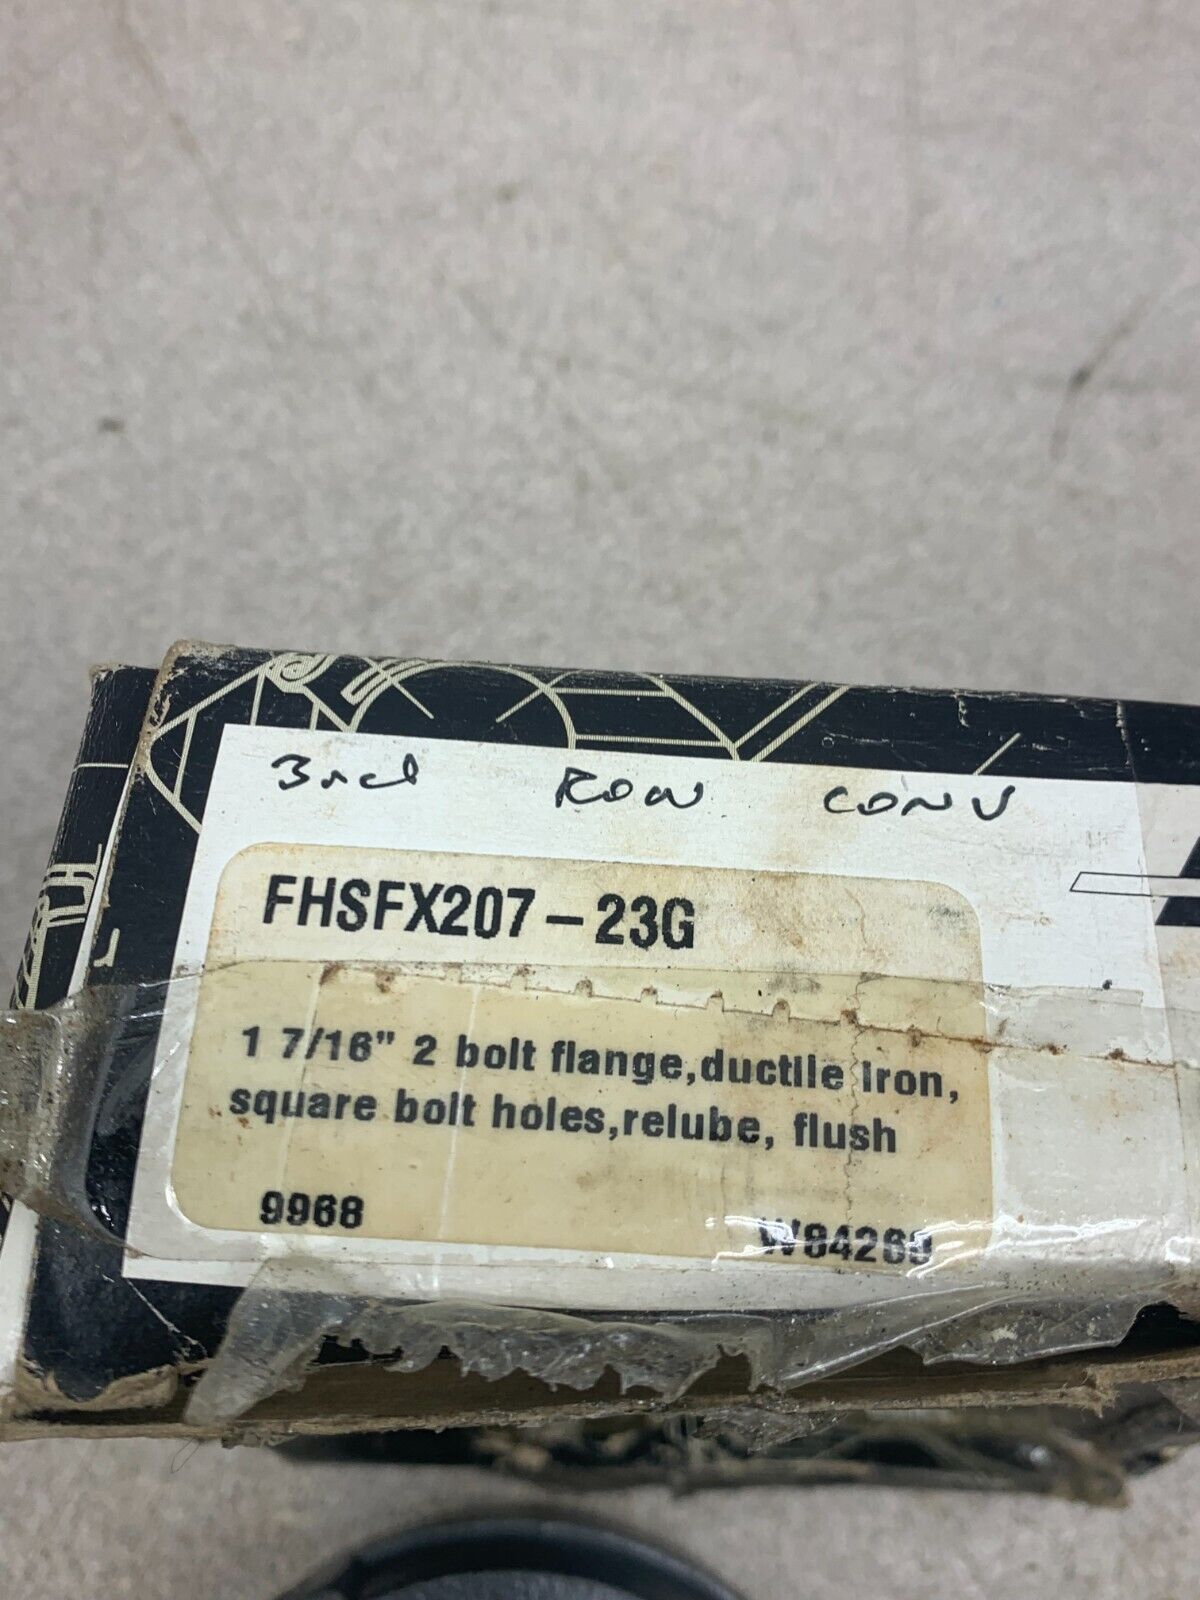 3rd Row CONV
FHSFX207-23G
1 7/16" 2 bolt flange,ductile iron,
square bolt holes,relube, flush
9968 W84260